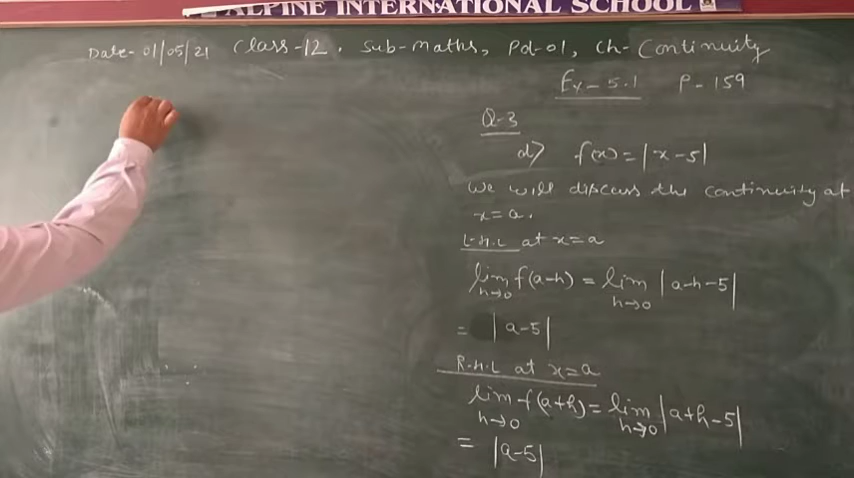 ALPINE INTERNATIONAL SCHOOL
Date- 01/05/21 Class-12, Sub-Maths, Pd-01, Ch- Continuity
Ex-5.1 P-159
Q-3
d) f(x) = |x-5|
We will discuss the continuity at
x=a.
L.H.L at x=a
lim h→0 f(a-h) = lim h→0 |a-h-5|
= |a-5|
R.H.L at x=a
lim h→0 f(a+h) = lim h→0 |a+h-5|
= |a-5|